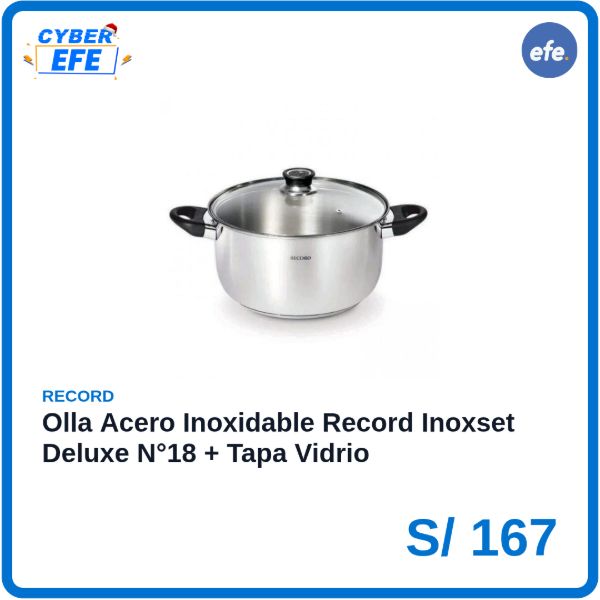 CYBER
EFE
efe.
RECORD
RECORD
Olla Acero Inoxidable Record Inoxset
Deluxe N°18 + Tapa Vidrio
S/ 167